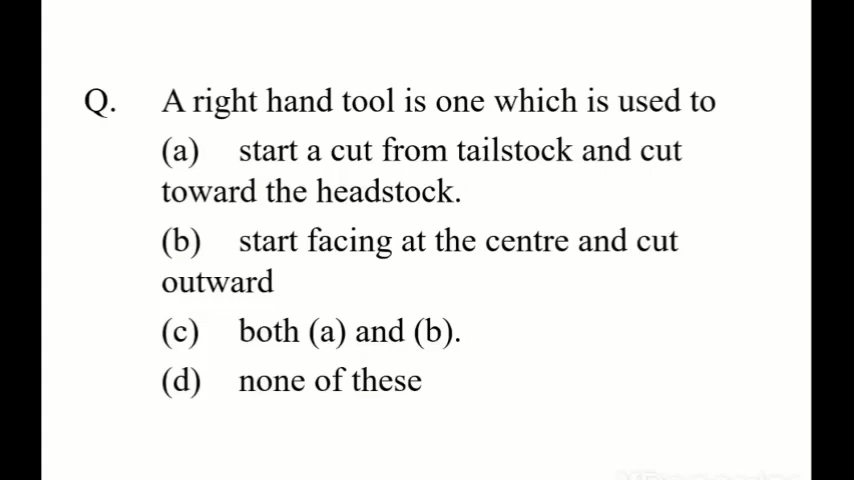 Q. A right hand tool is one which is used to
(a) start a cut from tailstock and cut
toward the headstock.
(b) start facing at the centre and cut
outward
(c) both (a) and (b).
(d) none of these